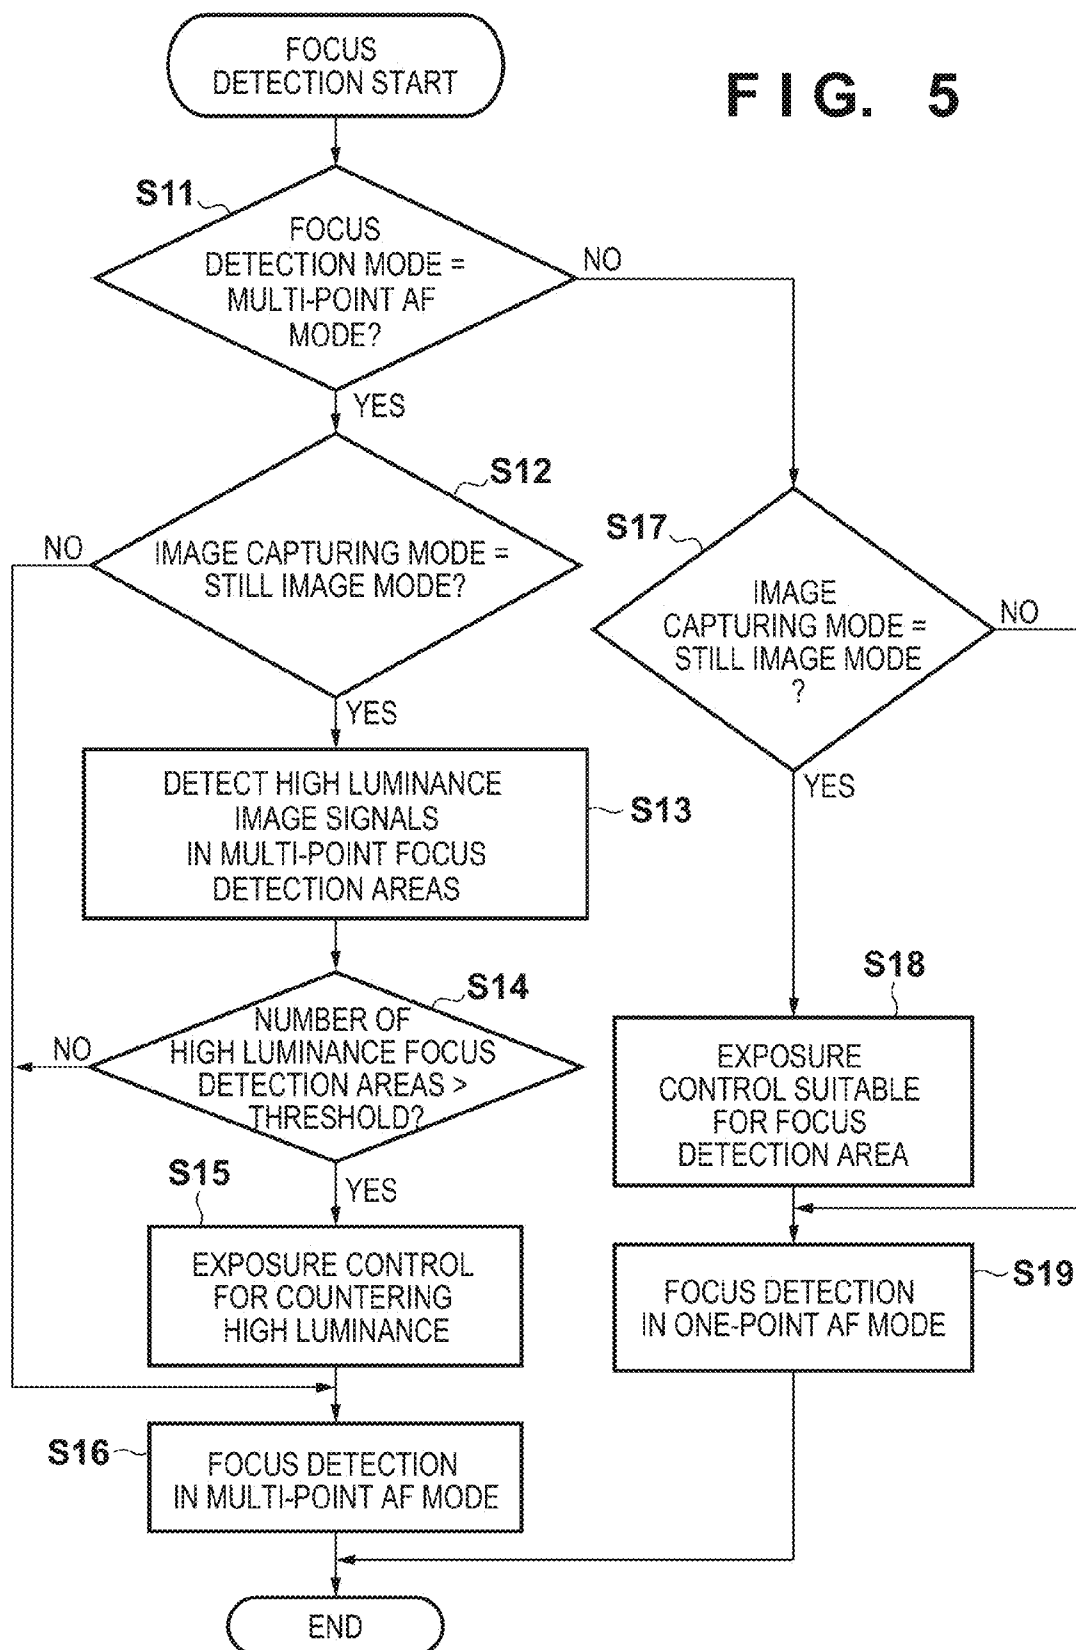 FOCUS
DETECTION START
FIG. 5
S11
FOCUS
DETECTION MODE =
MULTI-POINT AF
MODE?
NO
YES
S12
IMAGE CAPTURING MODE =
STILL IMAGE MODE?
NO
YES
S17
IMAGE
CAPTURING MODE =
STILL IMAGE MODE
?
NO
YES
DETECT HIGH LUMINANCE
IMAGE SIGNALS
IN MULTI-POINT FOCUS
DETECTION AREAS
S13
S14
NUMBER OF
HIGH LUMINANCE FOCUS
DETECTION AREAS >
THRESHOLD?
NO
YES
S18
EXPOSURE
CONTROL SUITABLE
FOR FOCUS
DETECTION AREA
S15
EXPOSURE CONTROL
FOR COUNTERING
HIGH LUMINANCE
S19
FOCUS DETECTION
IN ONE-POINT AF MODE
S16
FOCUS DETECTION
IN MULTI-POINT AF MODE
END